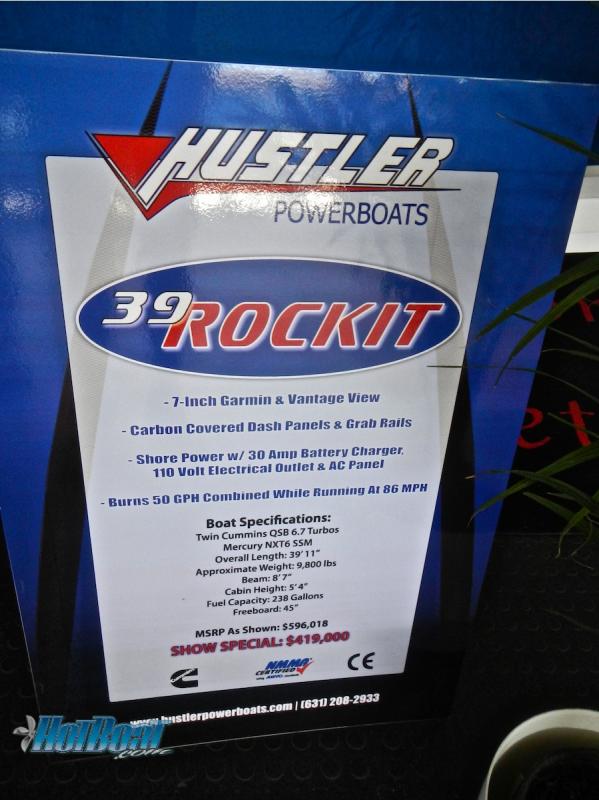 HUSTLER
POWERBOATS
39 ROCKIT
- 7-Inch Garmin & Vantage View
- Carbon Covered Dash Panels & Grab Rails
- Shore Power w/ 30 Amp Battery Charger,
110 Volt Electrical Outlet & AC Panel
- Burns 50 GPH Combined While Running At 86 MPH
Boat Specifications:
Twin Cummins QSB 6.7 Turbos
Mercury NXT6 SSM
Overall Length: 39' 11"
Approximate Weight: 9,800 lbs
Beam: 8' 7"
Cabin Height: 5' 4"
Fuel Capacity: 238 Gallons
Freeboard: 45"
MSRP As Shown: $596,018
SHOW SPECIAL: $419,000
NMMA
CERTIFIED
CE
www.hustlerpowerboats.com | (631) 208-2933
HotBoat
.com